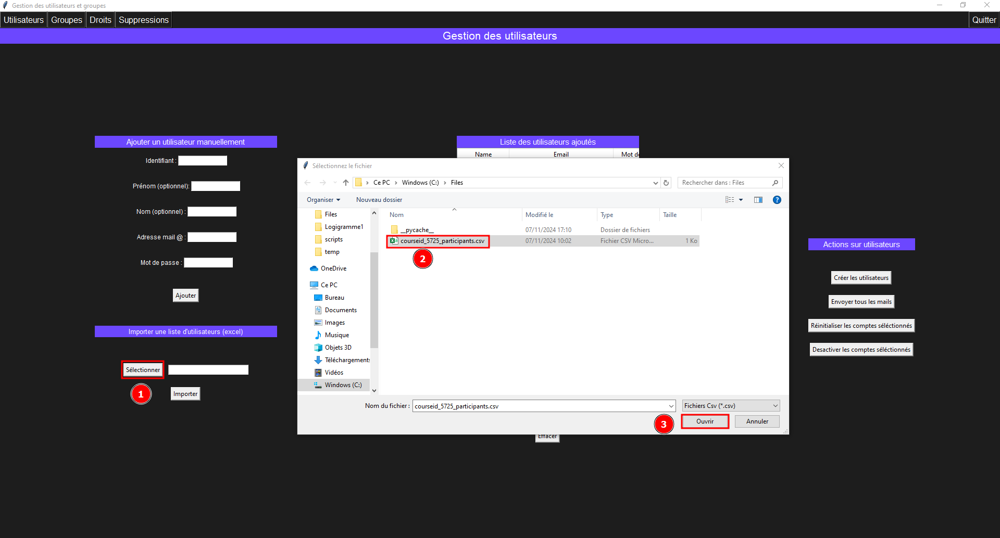 Gestion des utilisateurs et groupes
Utilisateurs Groupes Droits Suppressions Quitter
Gestion des utilisateurs
Ajouter un utilisateur manuellement
Identifiant :
Prénom (optionnel):
Nom (optionnel) :
Adresse mail @ :
Mot de passe :
Ajouter
Importer une liste d'utilisateurs (excel)
Sélectionner
1
Importer
Liste des utilisateurs ajoutés
Name Email Mot de
Sélectionnez le fichier
Ce PC Windows (C:) Files
Rechercher dans : Files
Organiser Nouveau dossier
?
Files
Logigramme1
scripts
temp
OneDrive
Ce PC
Bureau
Documents
Images
Musique
Objets 3D
Téléchargements
Vidéos
Windows (C:)
Nom Modifié le Type Taille
__pycache__ 07/11/2024 17:10 Dossier de fichiers
courseid_5725_participants.csv 07/11/2024 10:02 Fichier CSV Micro... 1 Ko
2
Nom du fichier : courseid_5725_participants.csv Fichiers Csv (*.csv)
3
Ouvrir Annuler
Effacer
Actions sur utilisateurs
Créer les utilisateurs
Envoyer tous les mails
Réinitialiser les comptes séléctionnés
Desactiver les comptes séléctionnés